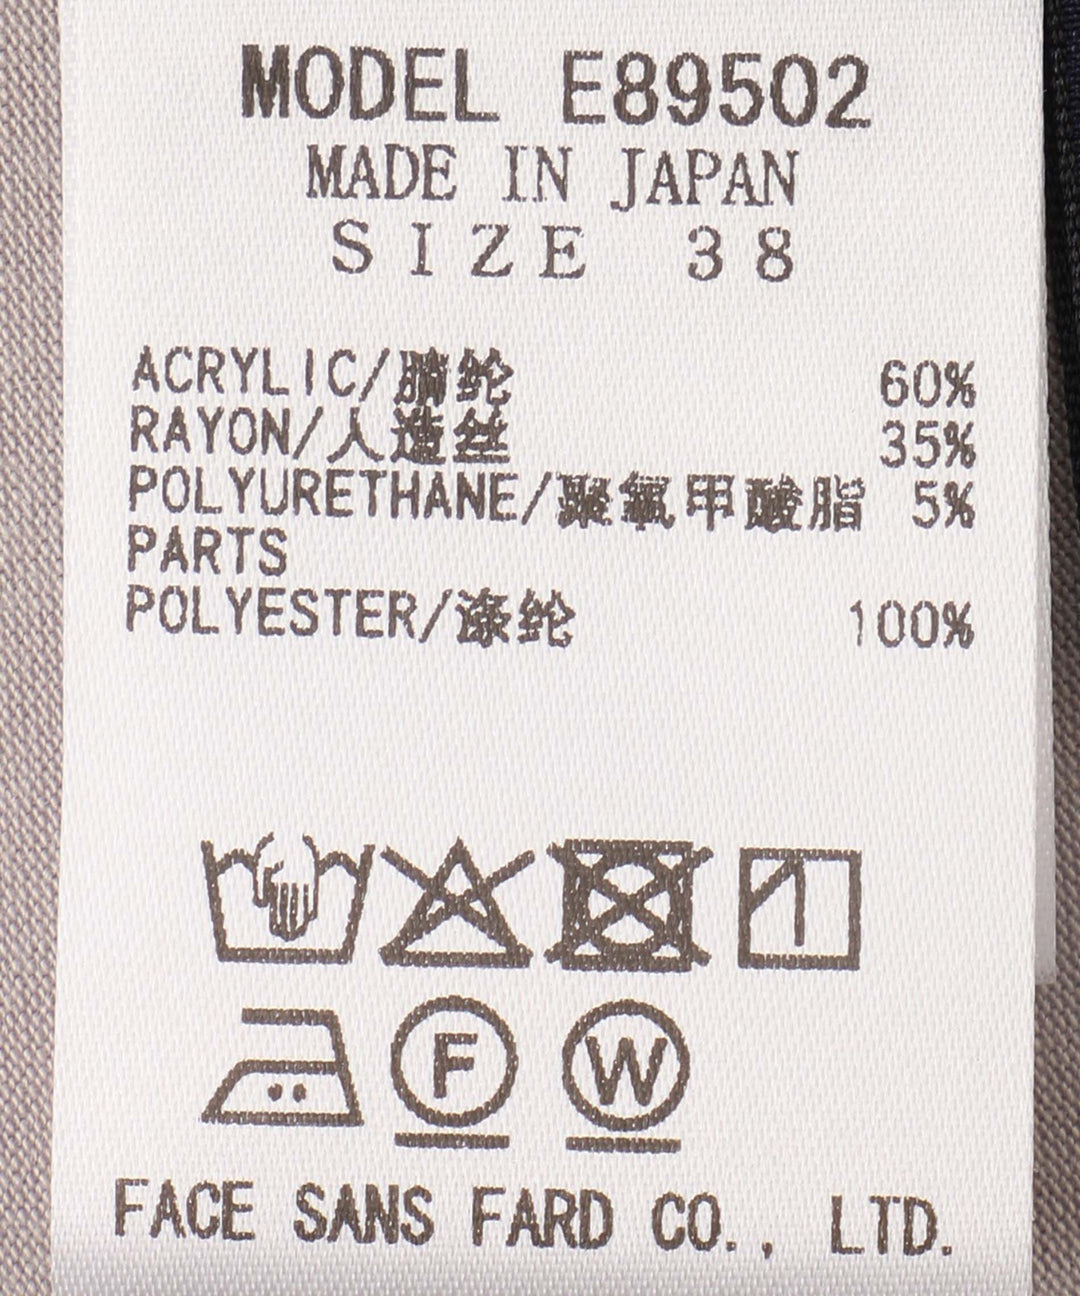 MODEL E89502
MADE IN JAPAN
SIZE 38
ACRYLIC/腈纶 60%
RAYON/人造丝 35%
POLYURETHANE/聚氨甲酸脂 5%
PARTS
POLYESTER/涤纶 100%
F W
FACE SANS FARD CO., LTD.